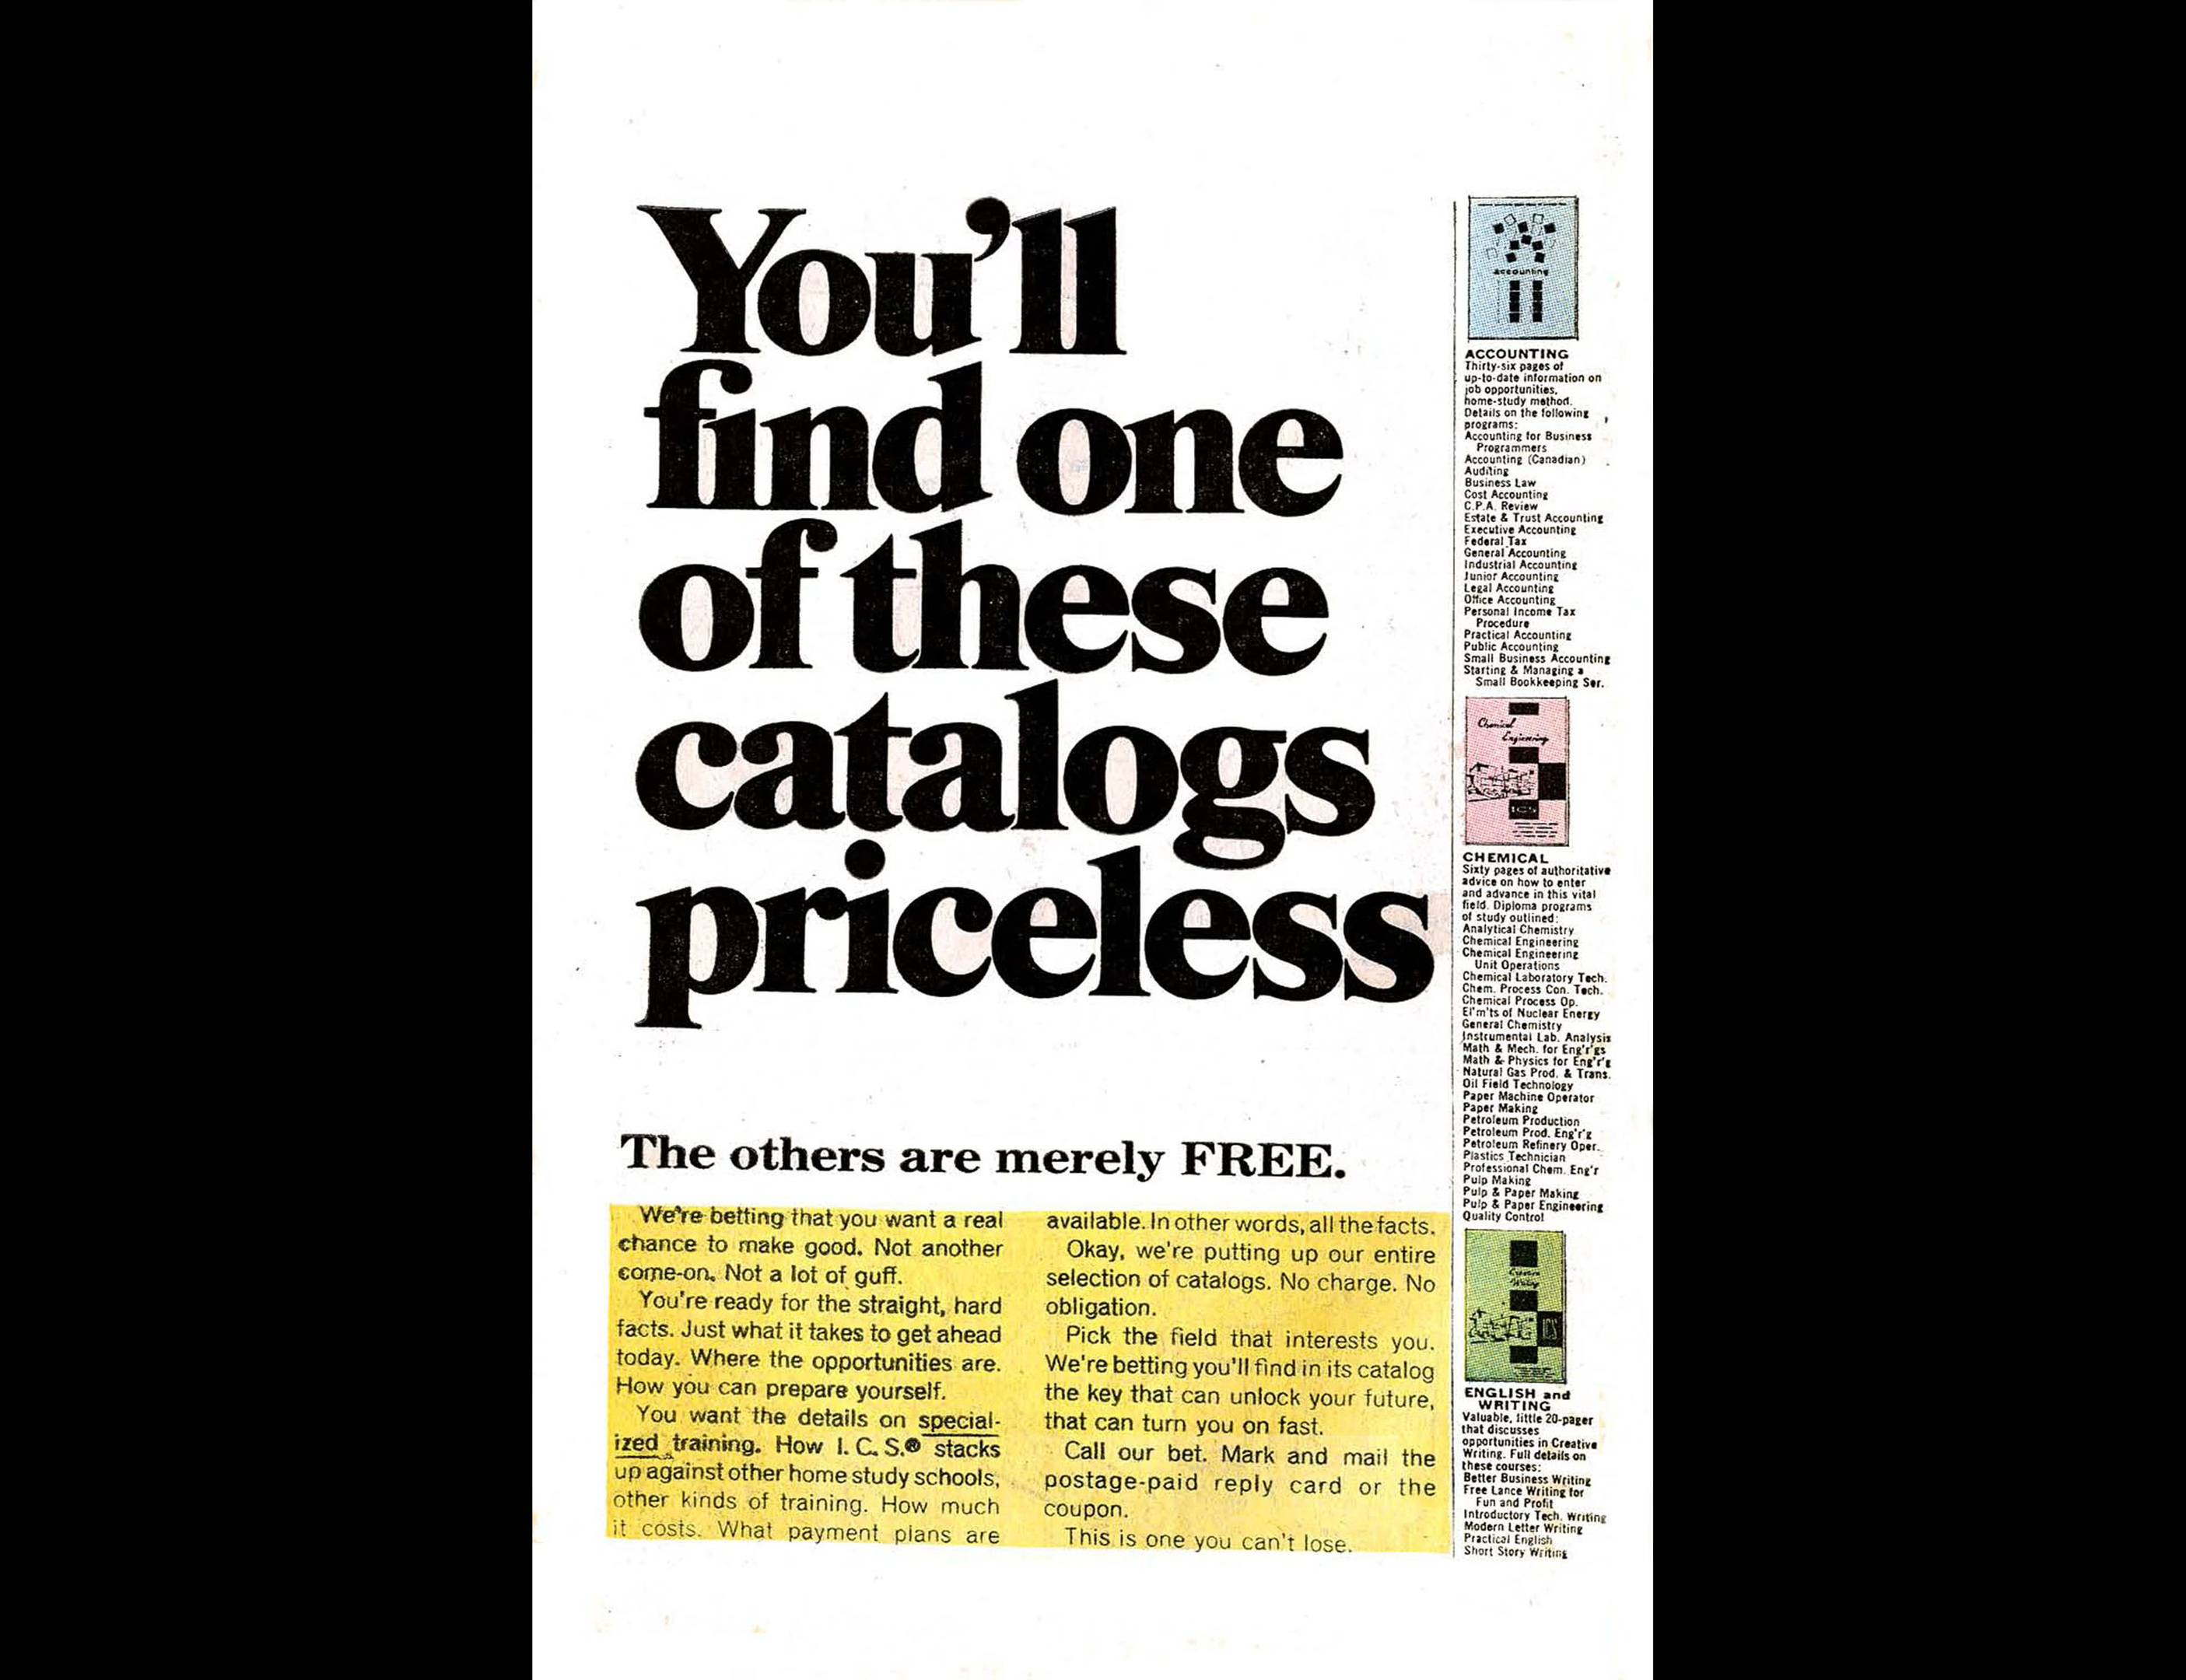 You'll
find one
of these
catalogs
priceless
The others are merely FREE.
We're betting that you want a real
chance to make good. Not another
come-on. Not a lot of guff.
You're ready for the straight, hard
facts. Just what it takes to get ahead
today. Where the opportunities are.
How you can prepare yourself.
You want the details on special-
ized training. How I. C. S.® stacks
up against other home study schools,
other kinds of training. How much
it costs. What payment plans are
available. In other words, all the facts.
Okay, we're putting up our entire
selection of catalogs. No charge. No
obligation.
Pick the field that interests you.
We're betting you'll find in its catalog
the key that can unlock your future,
that can turn you on fast.
Call our bet. Mark and mail the
postage-paid reply card or the
coupon.
This is one you can't lose.
accounting
ACCOUNTING
Thirty-six pages of
up-to-date information on
job opportunities,
home-study method.
Details on the following
programs:
Accounting for Business
Programmers
Accounting (Canadian)
Auditing
Business Law
Cost Accounting
C.P.A. Review
Estate & Trust Accounting
Executive Accounting
Federal Tax
General Accounting
Industrial Accounting
Junior Accounting
Legal Accounting
Office Accounting
Personal Income Tax
Procedure
Practical Accounting
Public Accounting
Small Business Accounting
Starting & Managing a
Small Bookkeeping Ser.
Chemical
Engineering
ICS
CHEMICAL
Sixty pages of authoritative
advice on how to enter
and advance in this vital
field. Diploma programs
of study outlined:
Analytical Chemistry
Chemical Engineering
Chemical Engineering
Unit Operations
Chemical Laboratory Tech.
Chem. Process Con. Tech.
Chemical Process Op.
El'm'ts of Nuclear Energy
General Chemistry
Instrumental Lab. Analysis
Math & Mech. for Eng'r'gs
Math & Physics for Eng'r'g
Natural Gas Prod. & Trans.
Oil Field Technology
Paper Machine Operator
Paper Making
Petroleum Production
Petroleum Prod. Eng'r'g
Petroleum Refinery Oper.
Plastics Technician
Professional Chem. Eng'r
Pulp Making
Pulp & Paper Making
Pulp & Paper Engineering
Quality Control
Creative
Writing
ICS
ENGLISH and
WRITING
Valuable, little 20-pager
that discusses
opportunities in Creative
Writing. Full details on
these courses:
Better Business Writing
Free Lance Writing for
Fun and Profit
Introductory Tech. Writing
Modern Letter Writing
Practical English
Short Story Writing